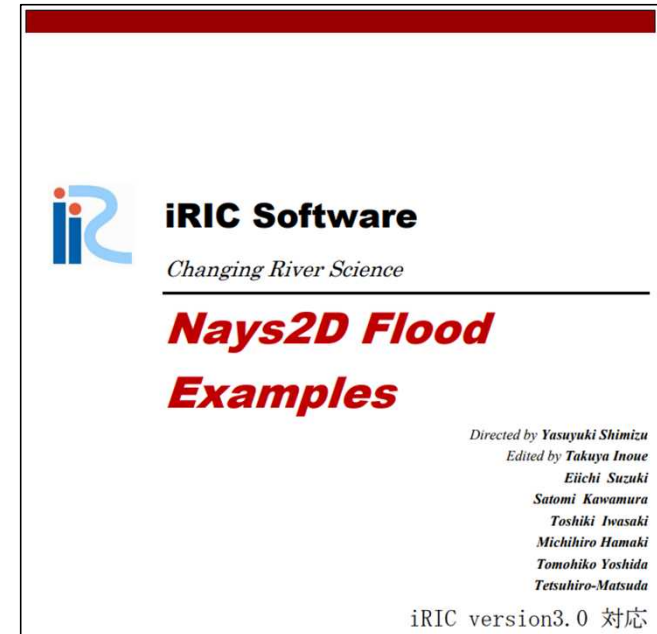 iRIC Software
Changing River Science
Nays2D Flood
Examples
Directed by Yasuyuki Shimizu
Edited by Takuya Inoue
Eiichi Suzuki
Satomi Kawamura
Toshiki Iwasaki
Michihiro Hamaki
Tomohiko Yoshida
Tetsuhiro-Matsuda
iRIC version3.0 対応